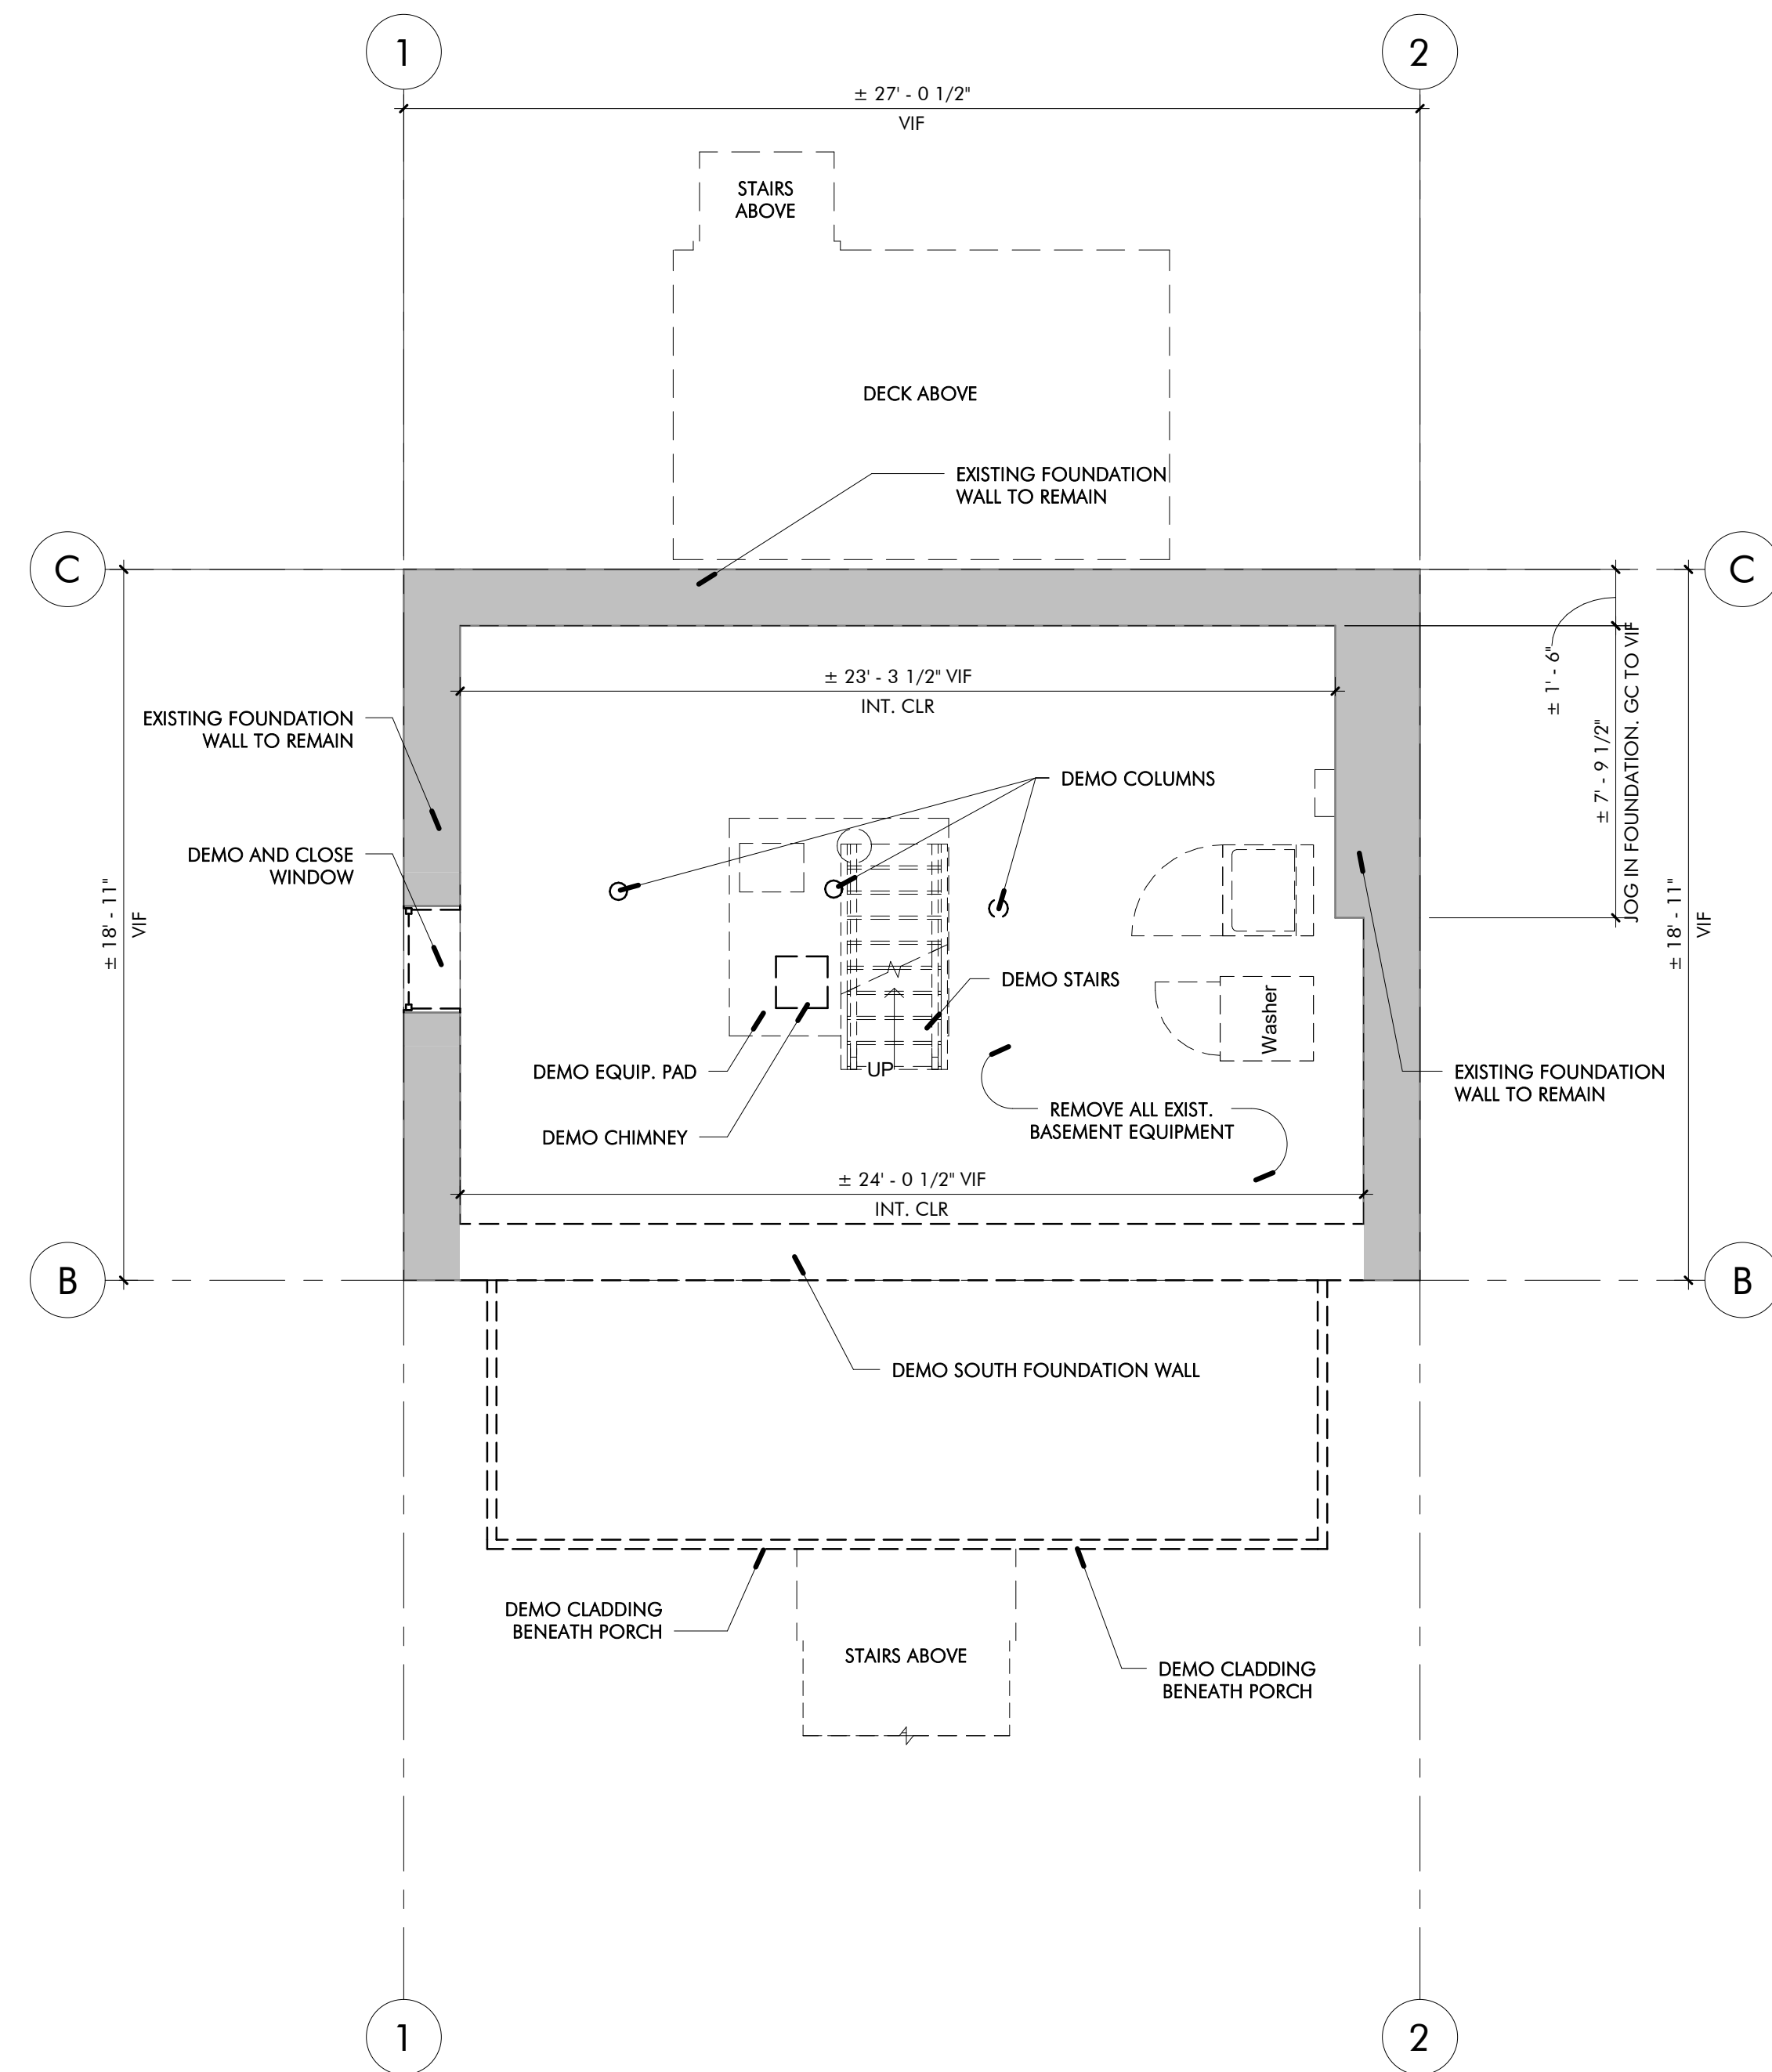 1
2
± 27' - 0 1/2"
VIF
STAIRS
ABOVE
DECK ABOVE
EXISTING FOUNDATION
WALL TO REMAIN
C
C
± 1' - 6"
± 7' - 9 1/2"
JOG IN FOUNDATION. GC TO VIF
± 23' - 3 1/2" VIF
INT. CLR
EXISTING FOUNDATION
WALL TO REMAIN
DEMO COLUMNS
DEMO AND CLOSE
WINDOW
± 18' - 11"
VIF
± 18' - 11"
VIF
DEMO STAIRS
Washer
DEMO EQUIP. PAD
UP
EXISTING FOUNDATION
WALL TO REMAIN
REMOVE ALL EXIST.
BASEMENT EQUIPMENT
DEMO CHIMNEY
± 24' - 0 1/2" VIF
INT. CLR
B
B
DEMO SOUTH FOUNDATION WALL
DEMO CLADDING
BENEATH PORCH
STAIRS ABOVE
DEMO CLADDING
BENEATH PORCH
1
2